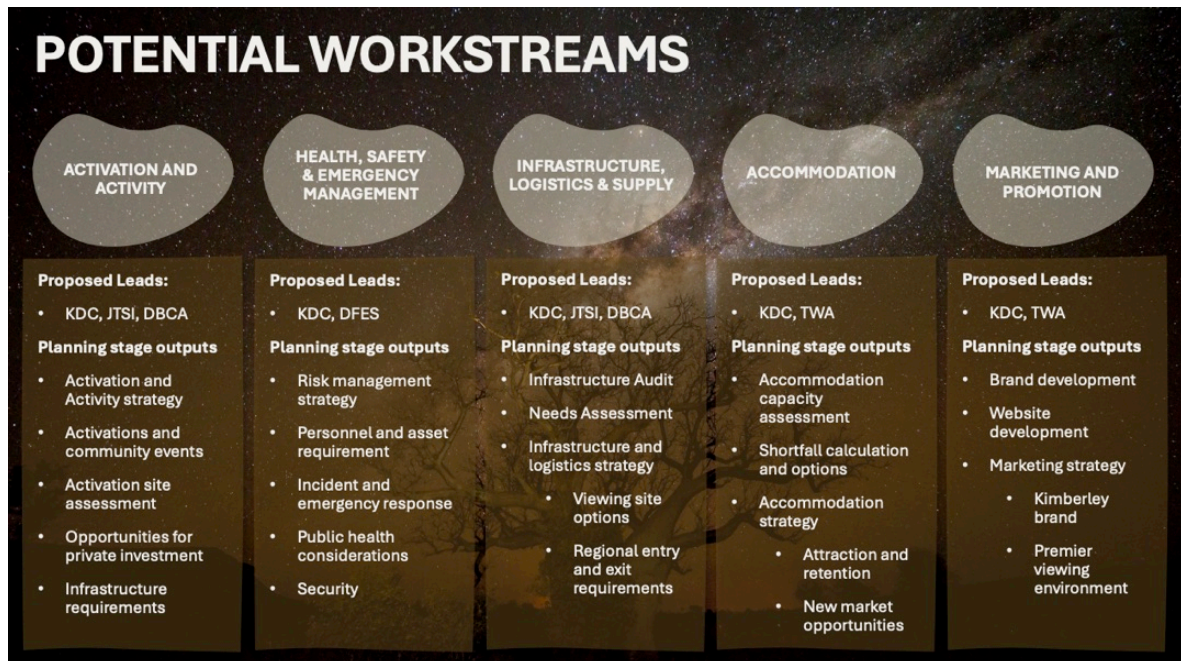 POTENTIAL WORKSTREAMS
ACTIVATION AND
ACTIVITY
Proposed Leads:
• KDC, JTSI, DBCA
Planning stage outputs
• Activation and
Activity strategy
• Activations and
community events
• Activation site
assessment
• Opportunities for
private investment
• Infrastructure
requirements
HEALTH, SAFETY
& EMERGENCY
MANAGEMENT
Proposed Leads:
• KDC, DFES
Planning stage outputs
• Risk management
strategy
• Personnel and asset
requirement
• Incident and
emergency response
• Public health
considerations
• Security
INFRASTRUCTURE,
LOGISTICS & SUPPLY
Proposed Leads:
• KDC, JTSI, DBCA
Planning stage outputs
• Infrastructure Audit
• Needs Assessment
• Infrastructure and
logistics strategy
• Viewing site
options
• Regional entry
and exit
requirements
ACCOMMODATION
Proposed Leads:
• KDC, TWA
Planning stage outputs
• Accommodation
capacity
assessment
• Shortfall calculation
and options
• Accommodation
strategy
• Attraction and
retention
• New market
opportunities
MARKETING AND
PROMOTION
Proposed Leads:
• KDC, TWA
Planning stage outputs
• Brand development
• Website
development
• Marketing strategy
• Kimberley
brand
• Premier
viewing
environment